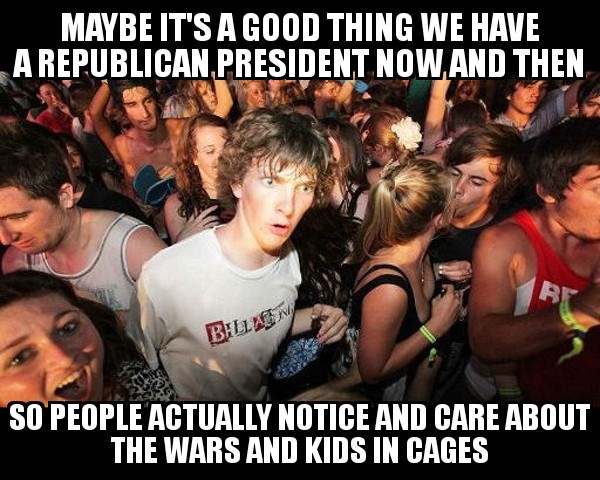 MAYBE IT'S A GOOD THING WE HAVE
A REPUBLICAN PRESIDENT NOW AND THEN
SO PEOPLE ACTUALLY NOTICE AND CARE ABOUT
THE WARS AND KIDS IN CAGES